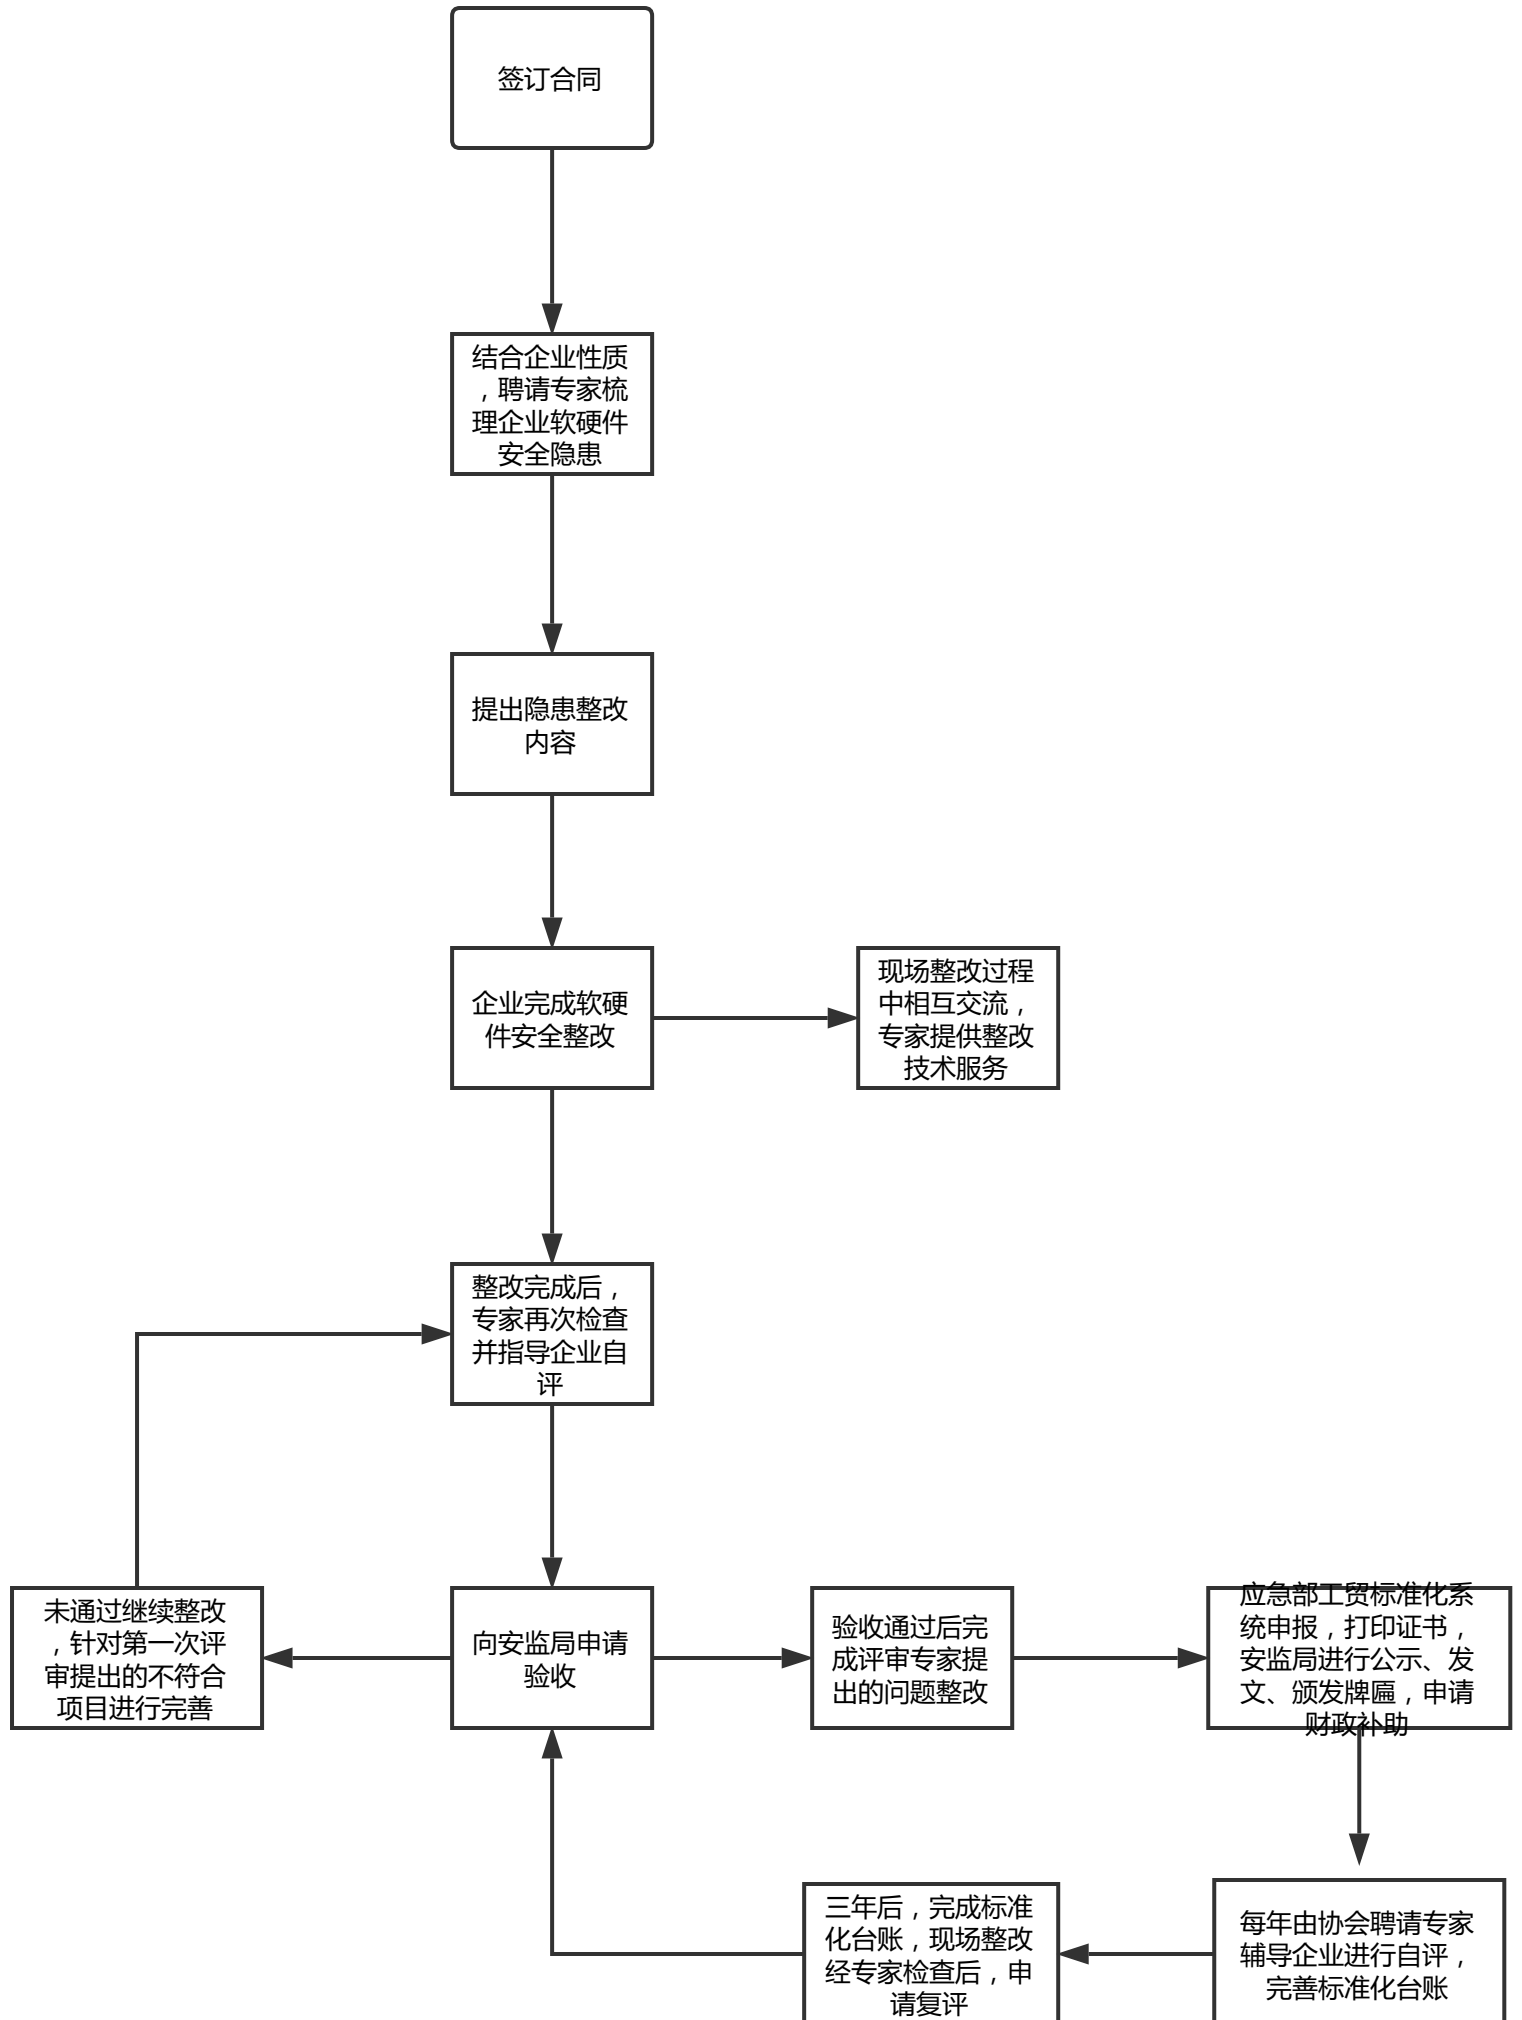 签订合同
结合企业性质
，聘请专家梳
理企业软硬件
安全隐患
提出隐患整改
内容
企业完成软硬
件安全整改
现场整改过程
中相互交流，
专家提供整改
技术服务
整改完成后，
专家再次检查
并指导企业自
评
未通过继续整改
，针对第一次评
审提出的不符合
项目进行完善
向安监局申请
验收
验收通过后完
成评审专家提
出的问题整改
应急部工贸标准化系
统申报，打印证书，
安监局进行公示、发
文、颁发牌匾，申请
财政补助
三年后，完成标准
化台账，现场整改
经专家检查后，申
请复评
每年由协会聘请专家
辅导企业进行自评，
完善标准化台账